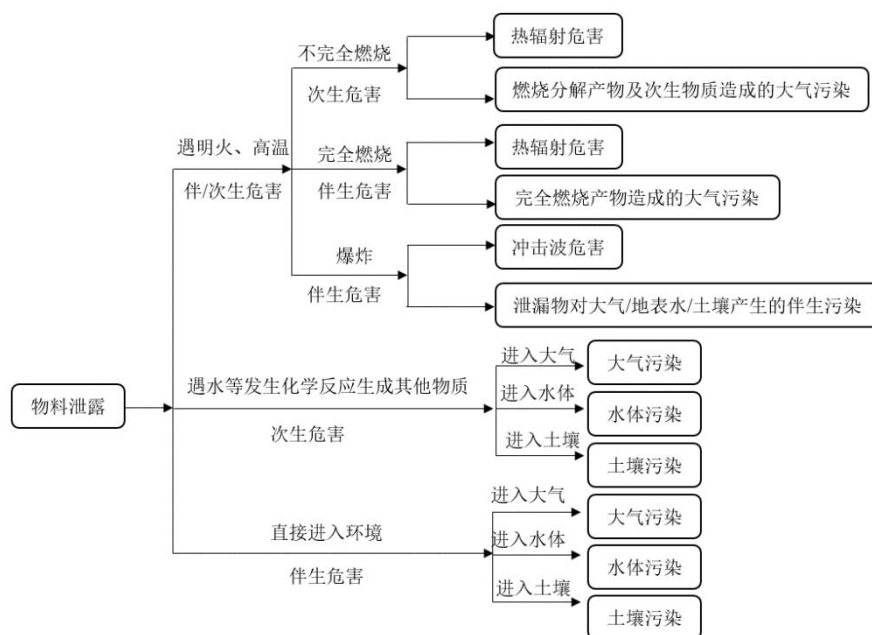 不完全燃烧
次生危害
热辐射危害
燃烧分解产物及次生物质造成的大气污染
遇明火、高温
伴/次生危害
完全燃烧
伴生危害
热辐射危害
完全燃烧产物造成的大气污染
爆炸
伴生危害
冲击波危害
泄漏物对大气/地表水/土壤产生的伴生污染
物料泄露
遇水等发生化学反应生成其他物质
次生危害
进入大气
大气污染
进入水体
水体污染
进入土壤
土壤污染
直接进入环境
伴生危害
进入大气
大气污染
进入水体
水体污染
进入土壤
土壤污染